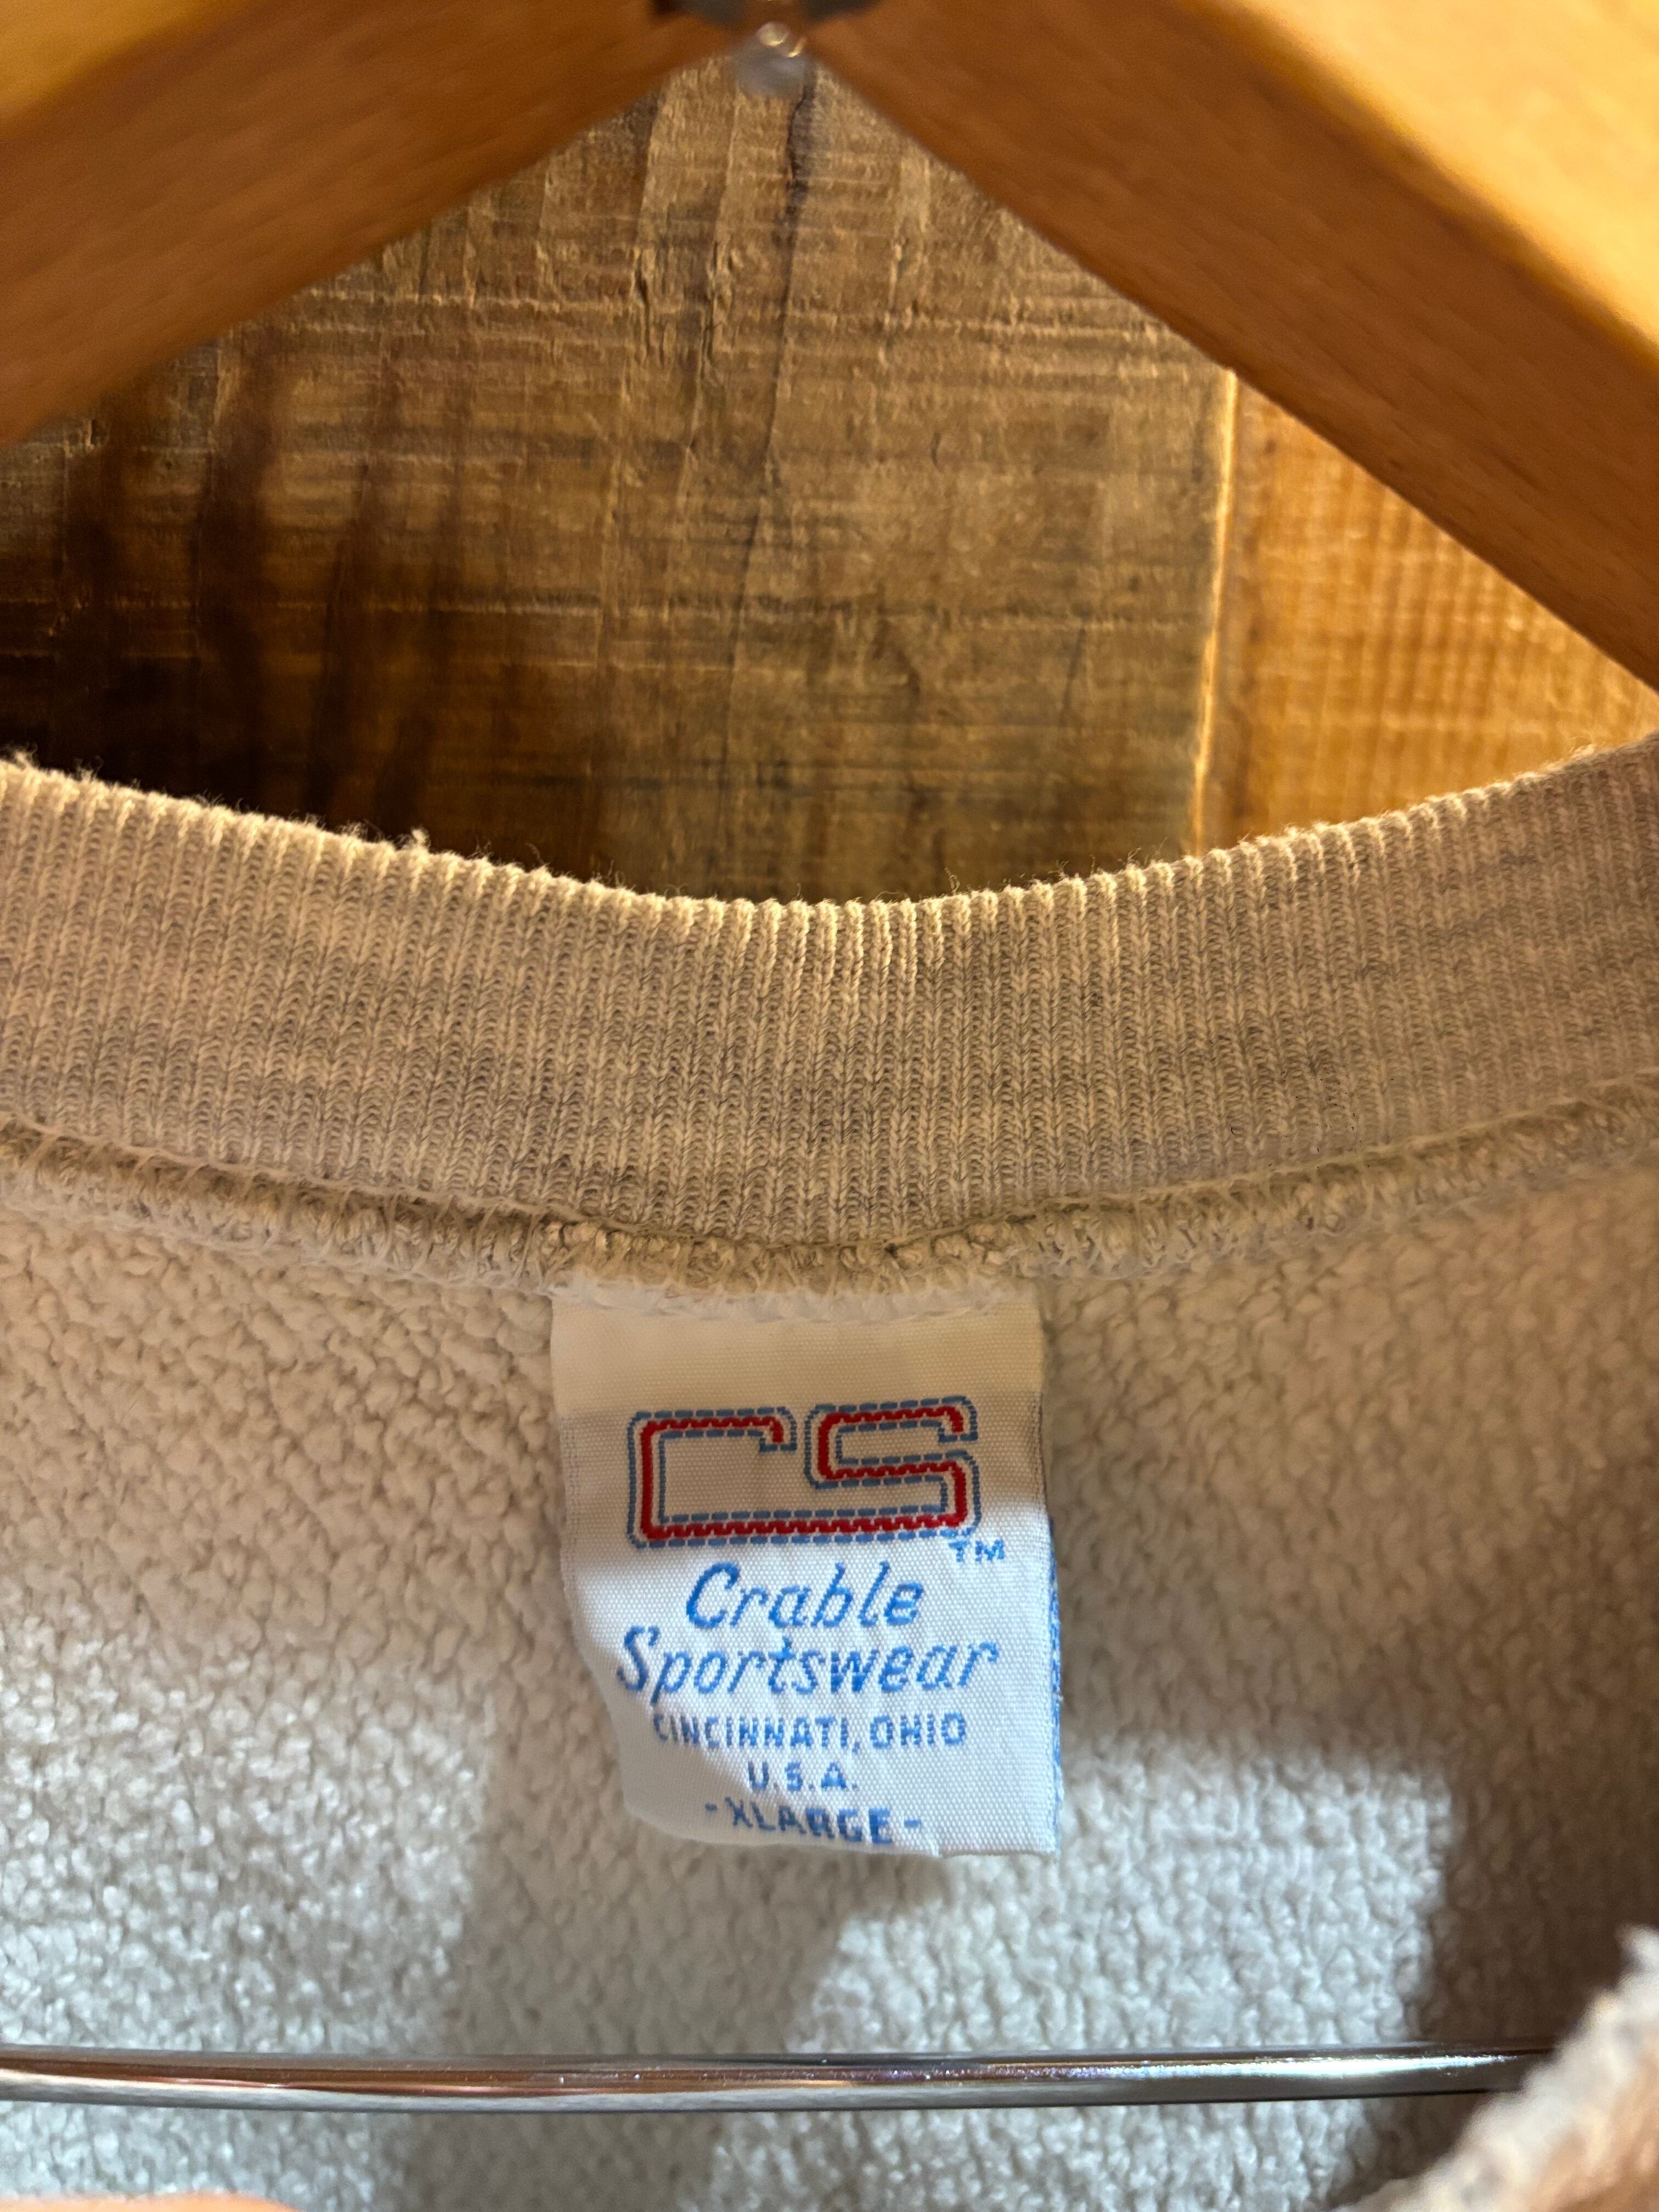 CS
TM
Crable
Sportswear
CINCINNATI, OHIO
U.S.A.
-XLARGE-